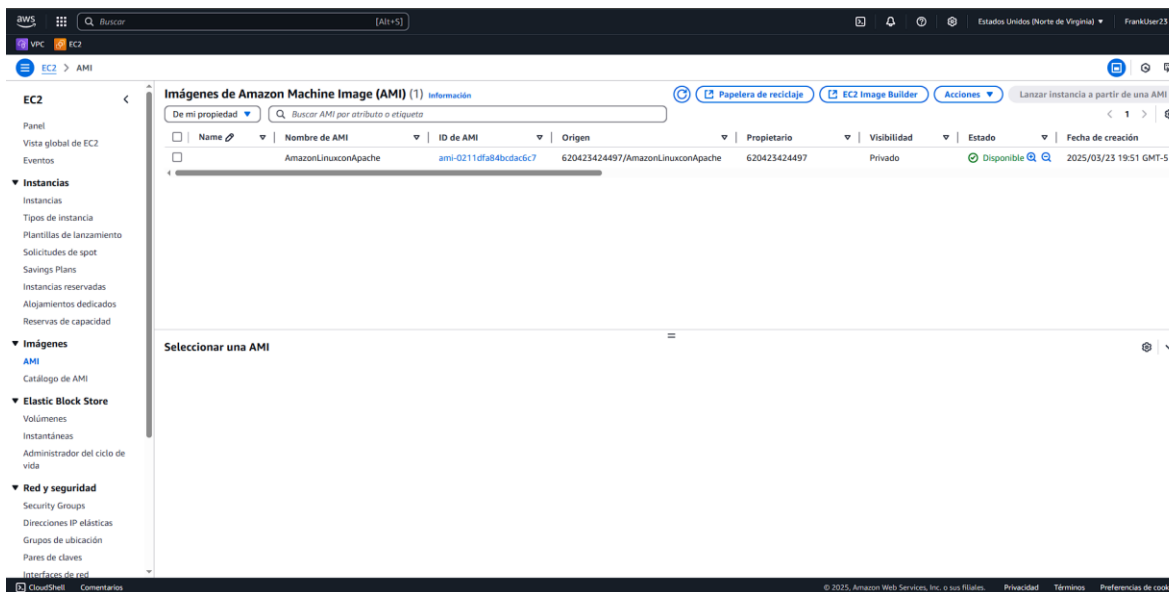 aws Buscar [Alt+S] Estados Unidos (Norte de Virginia) FrankUser23
VPC EC2
EC2 > AMI
EC2
Panel
Vista global de EC2
Eventos
Instancias
Instancias
Tipos de instancia
Plantillas de lanzamiento
Solicitudes de spot
Savings Plans
Instancias reservadas
Alojamientos dedicados
Reservas de capacidad
Imágenes
AMI
Catálogo de AMI
Elastic Block Store
Volúmenes
Instantáneas
Administrador del ciclo de
vida
Red y seguridad
Security Groups
Direcciones IP elásticas
Grupos de ubicación
Pares de claves
Interfaces de red
Imágenes de Amazon Machine Image (AMI) (1) Información Papelera de reciclaje EC2 Image Builder Acciones Lanzar instancia a partir de una AMI
De mi propiedad Buscar AMI por atributo o etiqueta 1
Name Nombre de AMI ID de AMI Origen Propietario Visibilidad Estado Fecha de creación
AmazonLinuxconApache ami-0211dfa84bcdac6c7 620423424497/AmazonLinuxconApache 620423424497 Privado Disponible 2025/03/23 19:51 GMT-5
Seleccionar una AMI
CloudShell Comentarios © 2025, Amazon Web Services, Inc. o sus filiales. Privacidad Términos Preferencias de cook